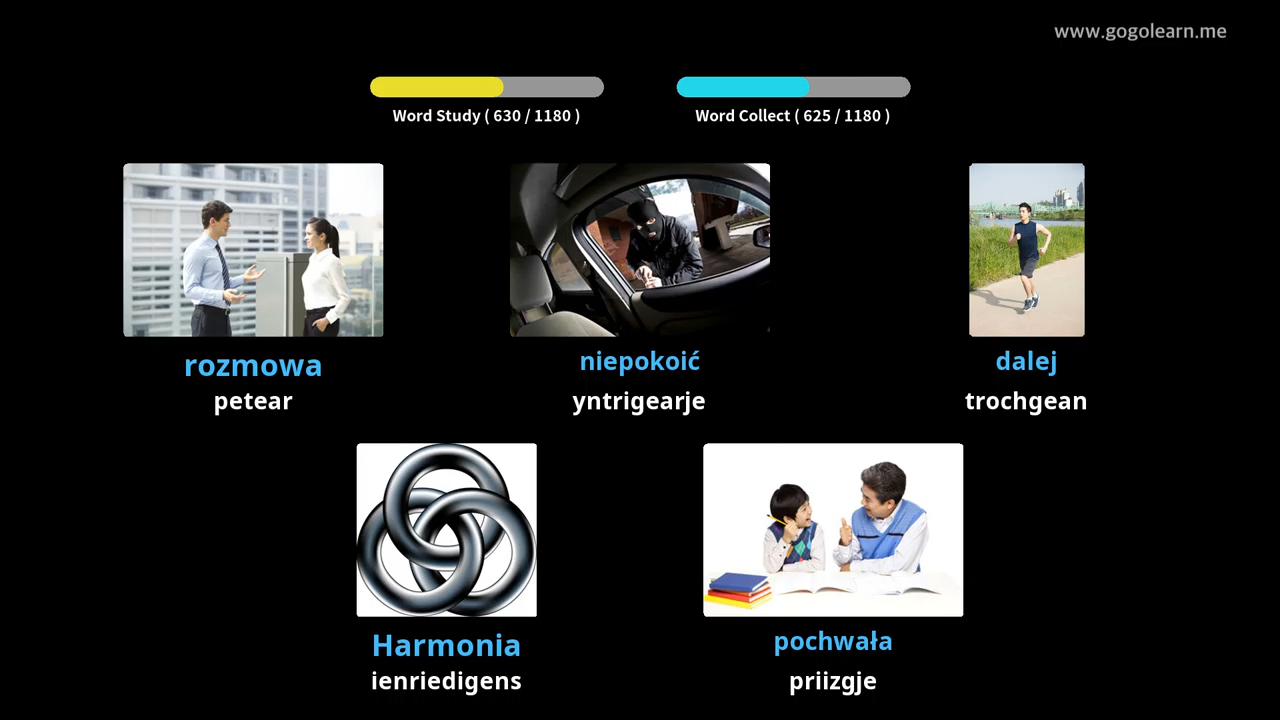 www.gogolearn.me
Word Study ( 630 / 1180 )
Word Collect ( 625 / 1180 )
rozmowa
petear
niepokoić
yntrigearje
dalej
trochgean
Harmonia
ienriedigens
pochwała
priizgje